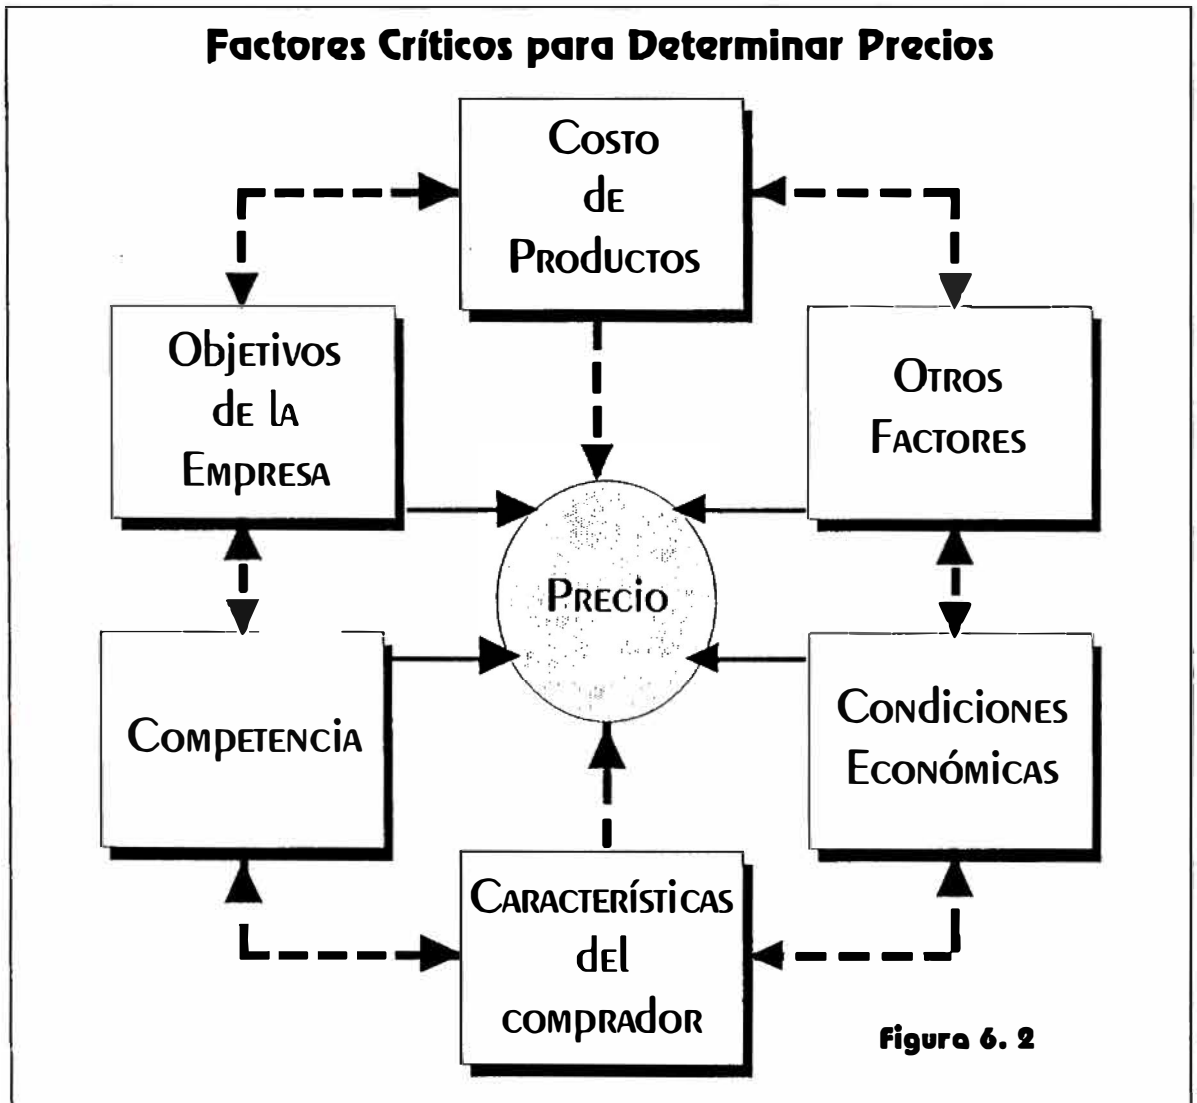 Factores Críticos para Determinar Precios
Costo
de
Productos
Objetivos
de la
Empresa
Otros
Factores
Precio
Competencia
Condiciones
Económicas
Características
del
comprador
Figura 6. 2